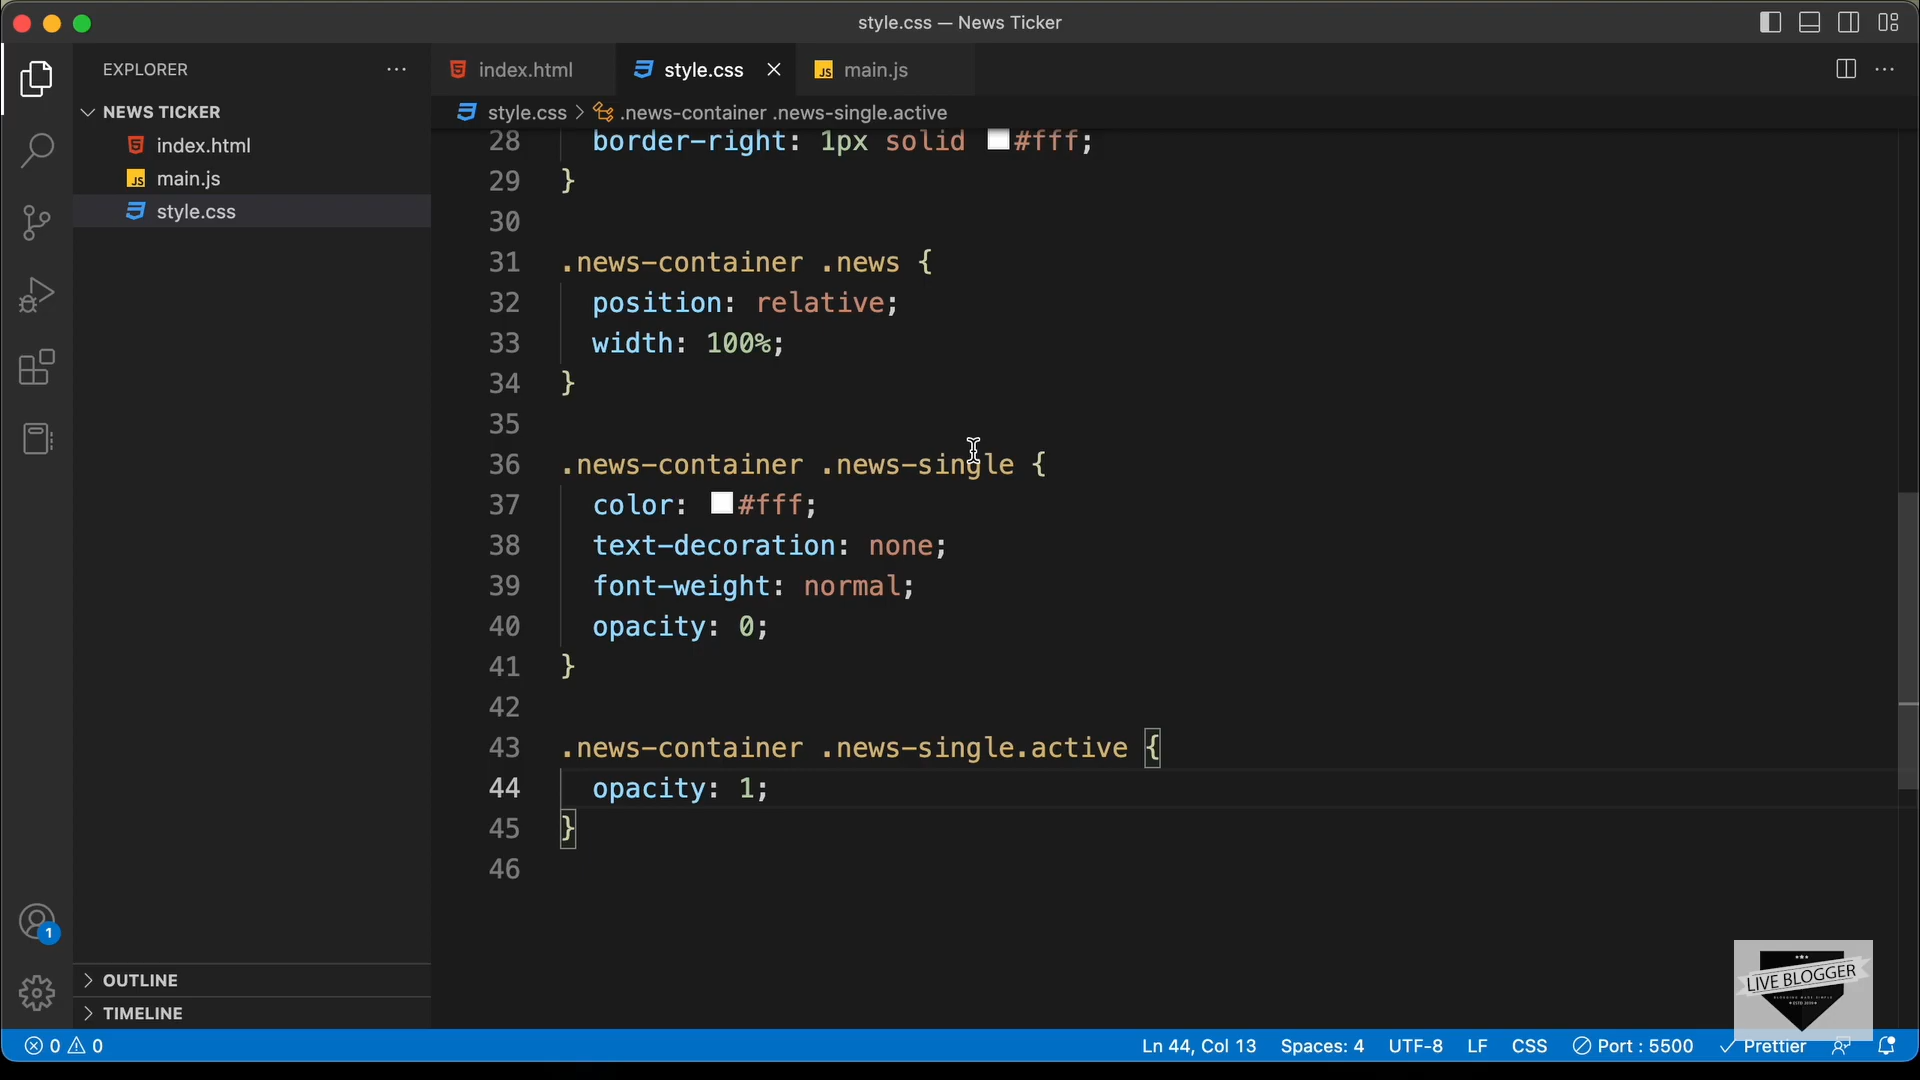 style.css — News Ticker
EXPLORER
NEWS TICKER
index.html
main.js
style.css
OUTLINE
TIMELINE
index.html
style.css
main.js
style.css > .news-container .news-single.active
28 border-right: 1px solid #fff;
29 }
30
31 .news-container .news {
32 position: relative;
33 width: 100%;
34 }
35
36 .news-container .news-single {
37 color: #fff;
38 text-decoration: none;
39 font-weight: normal;
40 opacity: 0;
41 }
42
43 .news-container .news-single.active {
44 opacity: 1;
45 }
46
1
LIVE BLOGGER
0 0 Ln 44, Col 13 Spaces: 4 UTF-8 LF CSS Port : 5500 Prettier